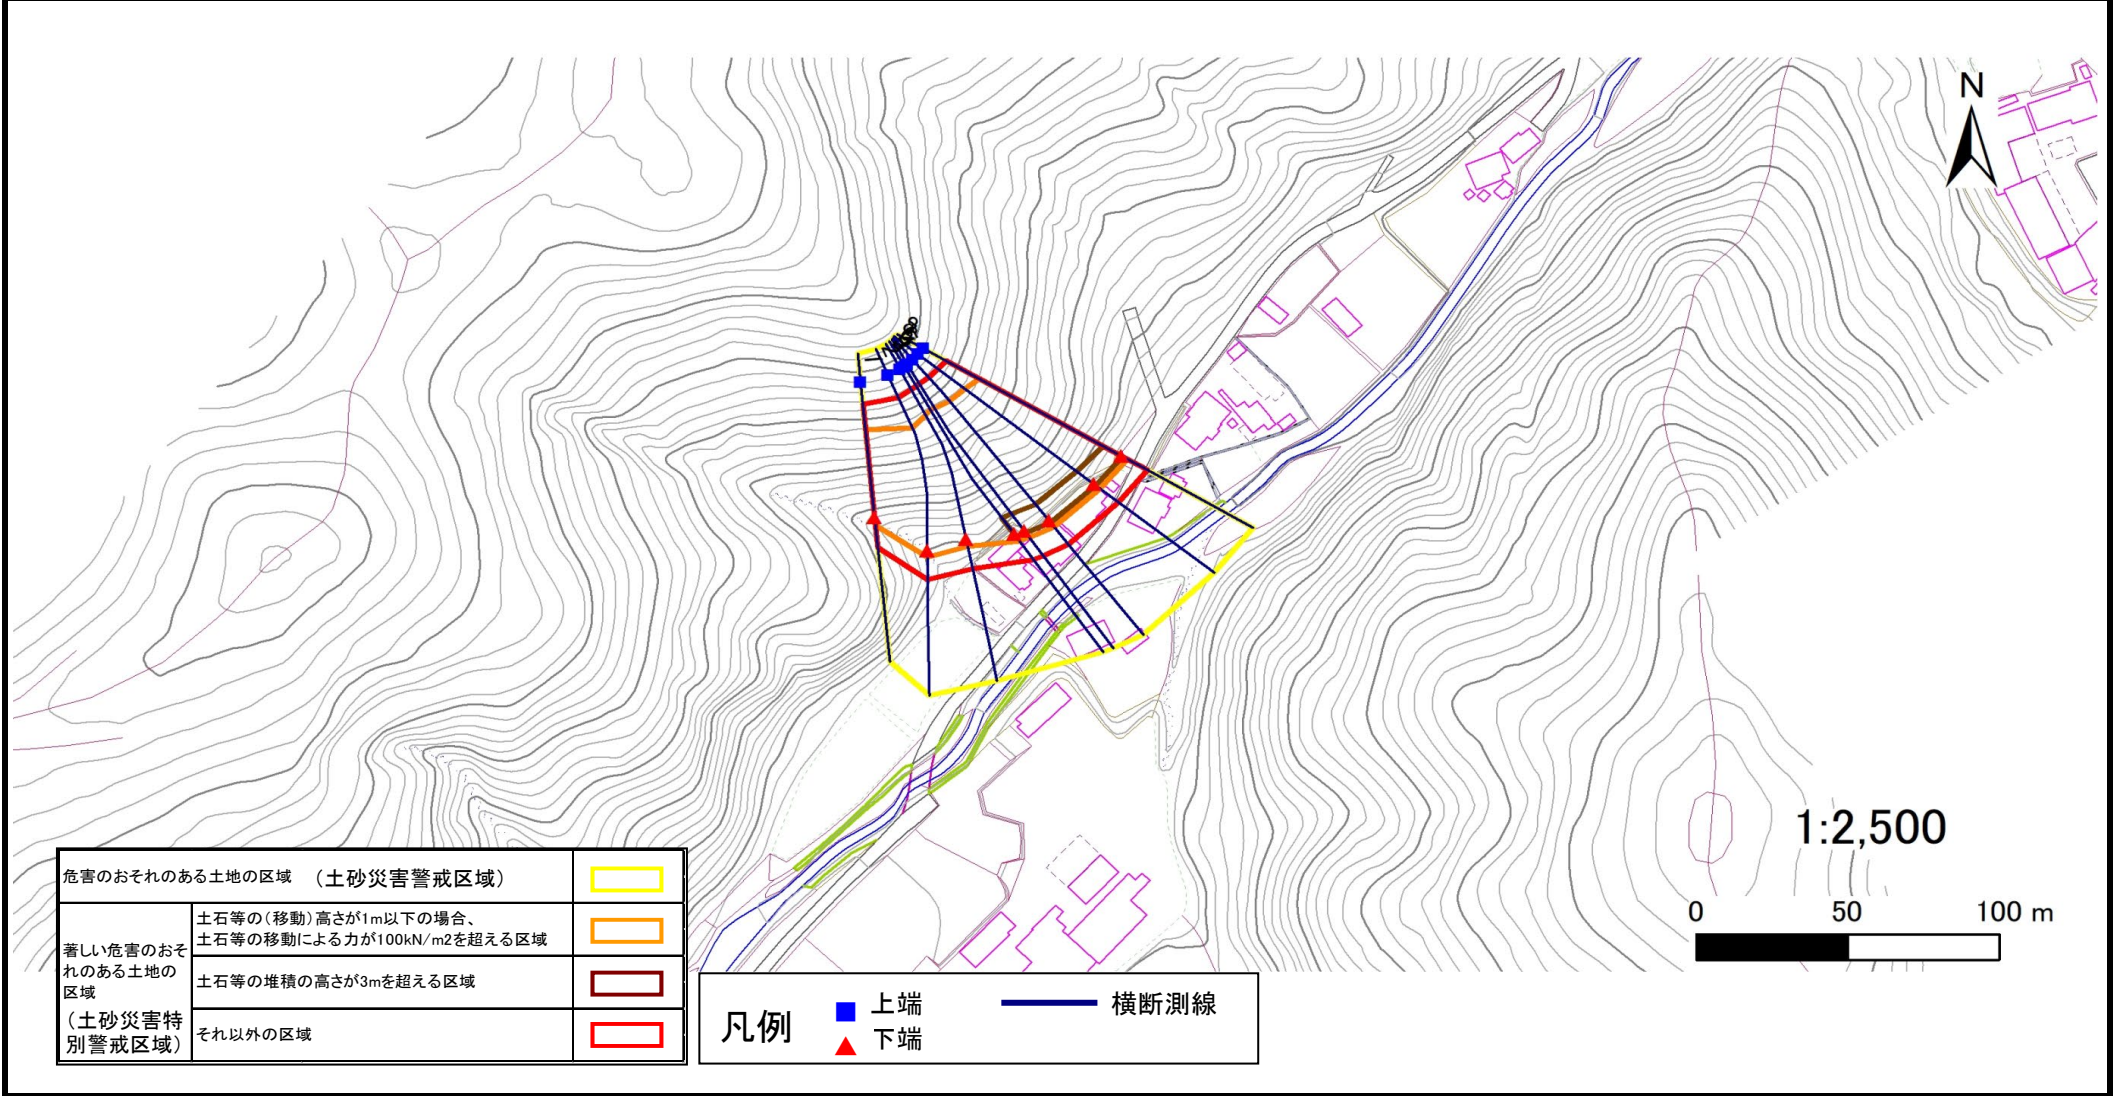 N
1:2,500
0 50 100 m
危害のおそれのある土地の区域 (土砂災害警戒区域)
著しい危害のおそ
れのある土地の
区域
(土砂災害特
別警戒区域)
土石等の(移動)高さが1m以下の場合、
土石等の移動による力が100kN/m2を超える区域
土石等の堆積の高さが3mを超える区域
それ以外の区域
凡例
上端
下端
横断測線